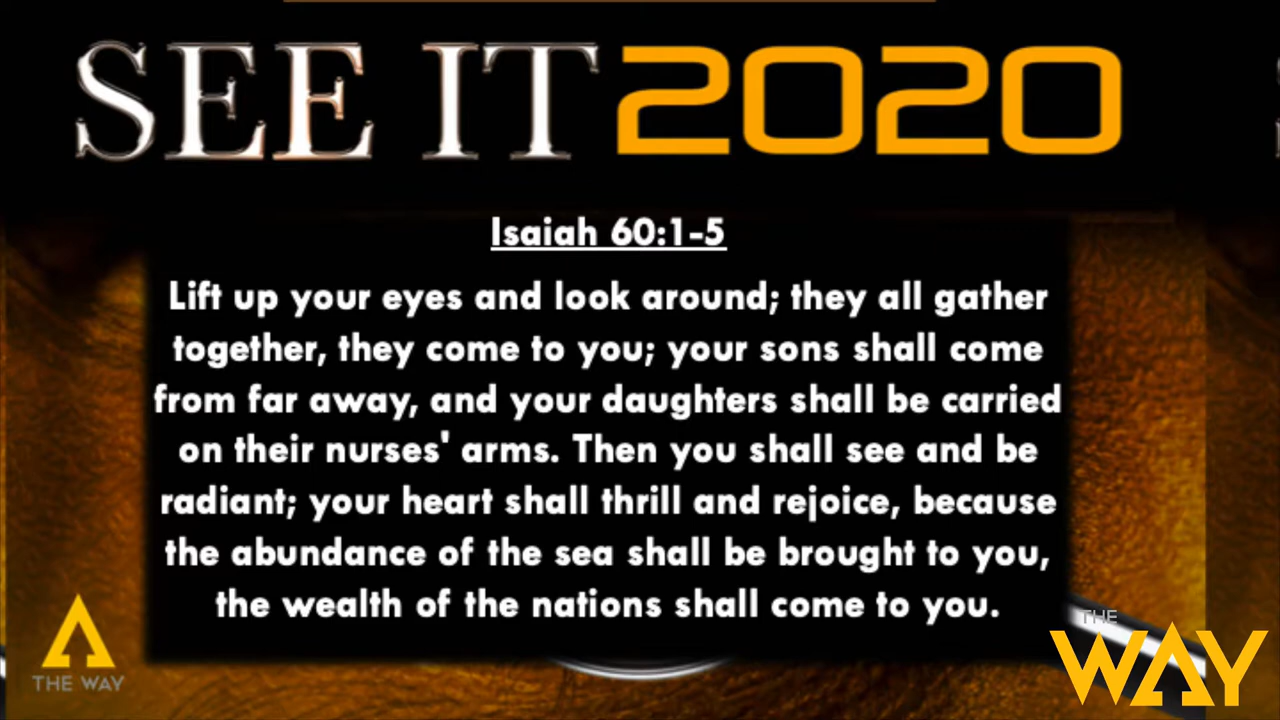 SEE IT 2020
Isaiah 60:1-5
Lift up your eyes and look around; they all gather
together, they come to you; your sons shall come
from far away, and your daughters shall be carried
on their nurses' arms. Then you shall see and be
radiant; your heart shall thrill and rejoice, because
the abundance of the sea shall be brought to you,
the wealth of the nations shall come to you.
THE WAY
THE
WAY